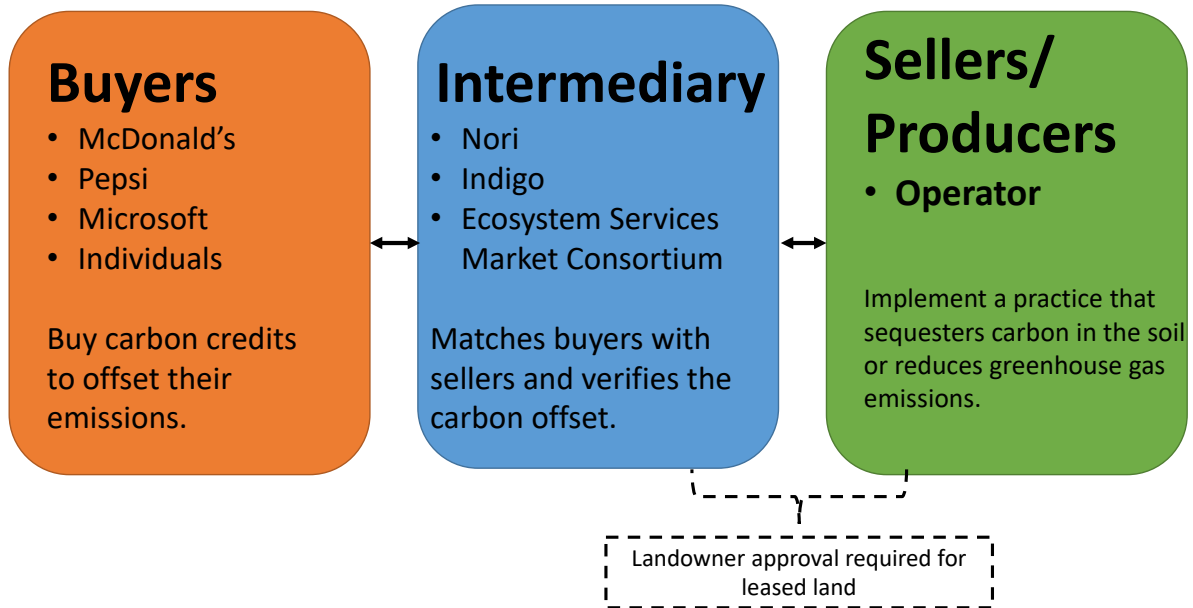 Buyers
• McDonald’s
• Pepsi
• Microsoft
• Individuals
Buy carbon credits
to offset their
emissions.
Intermediary
• Nori
• Indigo
• Ecosystem Services
Market Consortium
Matches buyers with
sellers and verifies the
carbon offset.
Sellers/
Producers
• Operator
Implement a practice that
sequesters carbon in the soil
or reduces greenhouse gas
emissions.
Landowner approval required for
leased land